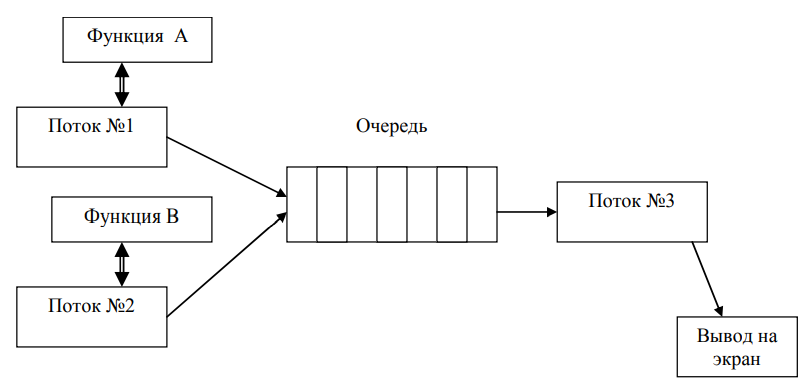 Функция А
Поток №1
Очередь
Функция В
Поток №2
Поток №3
Вывод на
экран